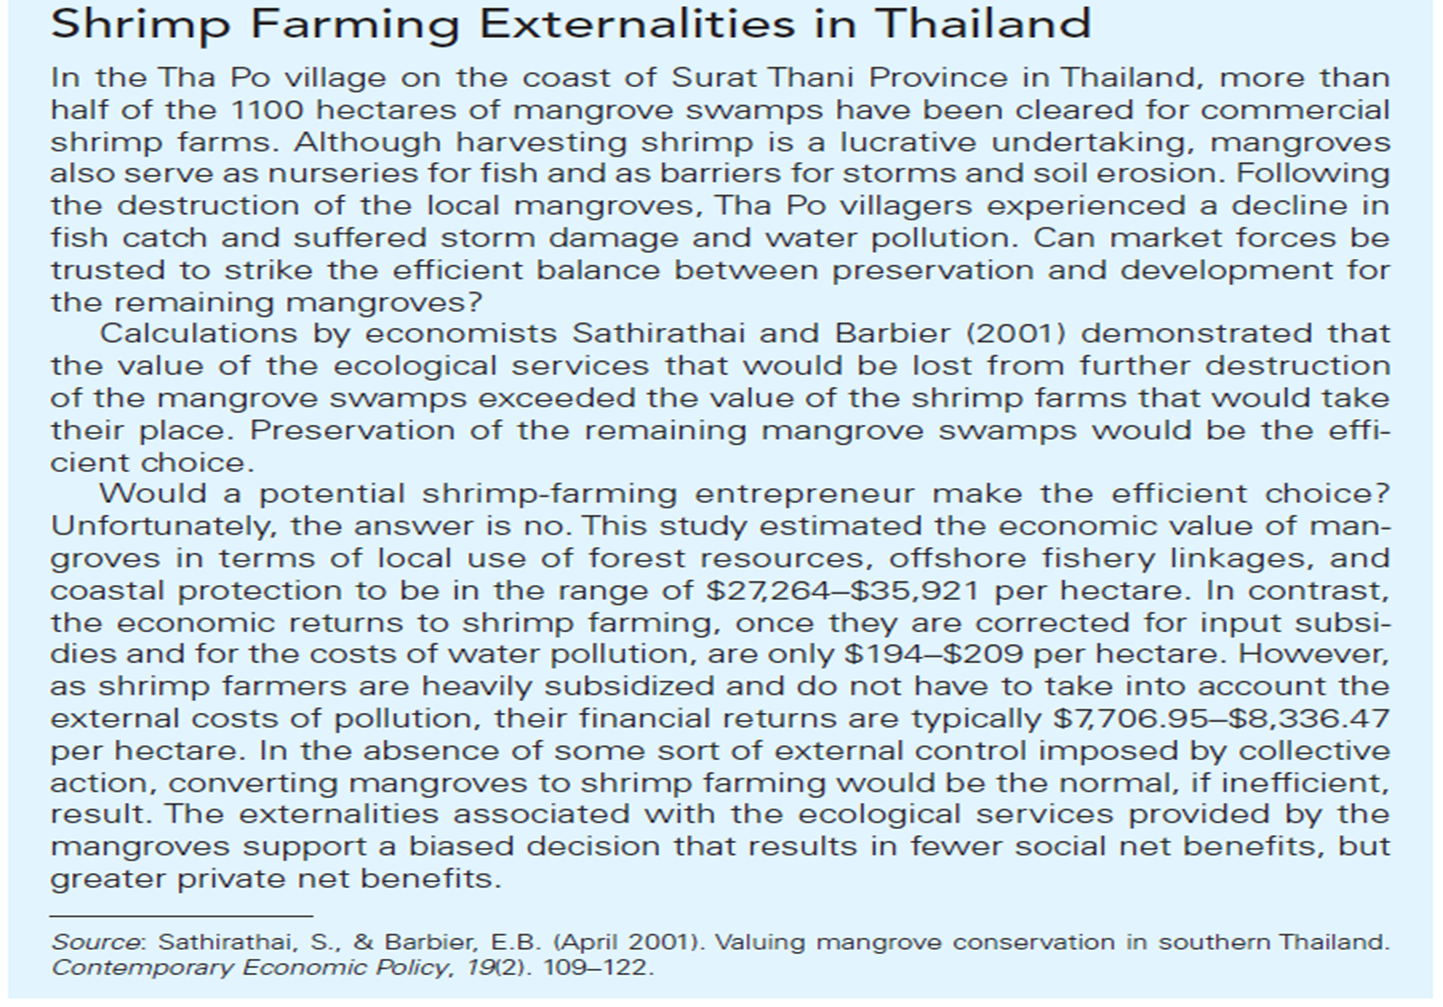 Shrimp Farming Externalities in Thailand
In the Tha Po village on the coast of Surat Thani Province in Thailand, more than
half of the 1100 hectares of mangrove swamps have been cleared for commercial
shrimp farms. Although harvesting shrimp is a lucrative undertaking, mangroves
also serve as nurseries for fish and as barriers for storms and soil erosion. Following
the destruction of the local mangroves, Tha Po villagers experienced a decline in
fish catch and suffered storm damage and water pollution. Can market forces be
trusted to strike the efficient balance between preservation and development for
the remaining mangroves?
Calculations by economists Sathirathai and Barbier (2001) demonstrated that
the value of the ecological services that would be lost from further destruction
of the mangrove swamps exceeded the value of the shrimp farms that would take
their place. Preservation of the remaining mangrove swamps would be the effi-
cient choice.
Would a potential shrimp-farming entrepreneur make the efficient choice?
Unfortunately, the answer is no. This study estimated the economic value of man-
groves in terms of local use of forest resources, offshore fishery linkages, and
coastal protection to be in the range of $27,264–$35,921 per hectare. In contrast,
the economic returns to shrimp farming, once they are corrected for input subsi-
dies and for the costs of water pollution, are only $194–$209 per hectare. However,
as shrimp farmers are heavily subsidized and do not have to take into account the
external costs of pollution, their financial returns are typically $7,706.95–$8,336.47
per hectare. In the absence of some sort of external control imposed by collective
action, converting mangroves to shrimp farming would be the normal, if inefficient,
result. The externalities associated with the ecological services provided by the
mangroves support a biased decision that results in fewer social net benefits, but
greater private net benefits.
Source: Sathirathai, S., & Barbier, E.B. (April 2001). Valuing mangrove conservation in southern Thailand.
Contemporary Economic Policy, 19(2). 109–122.